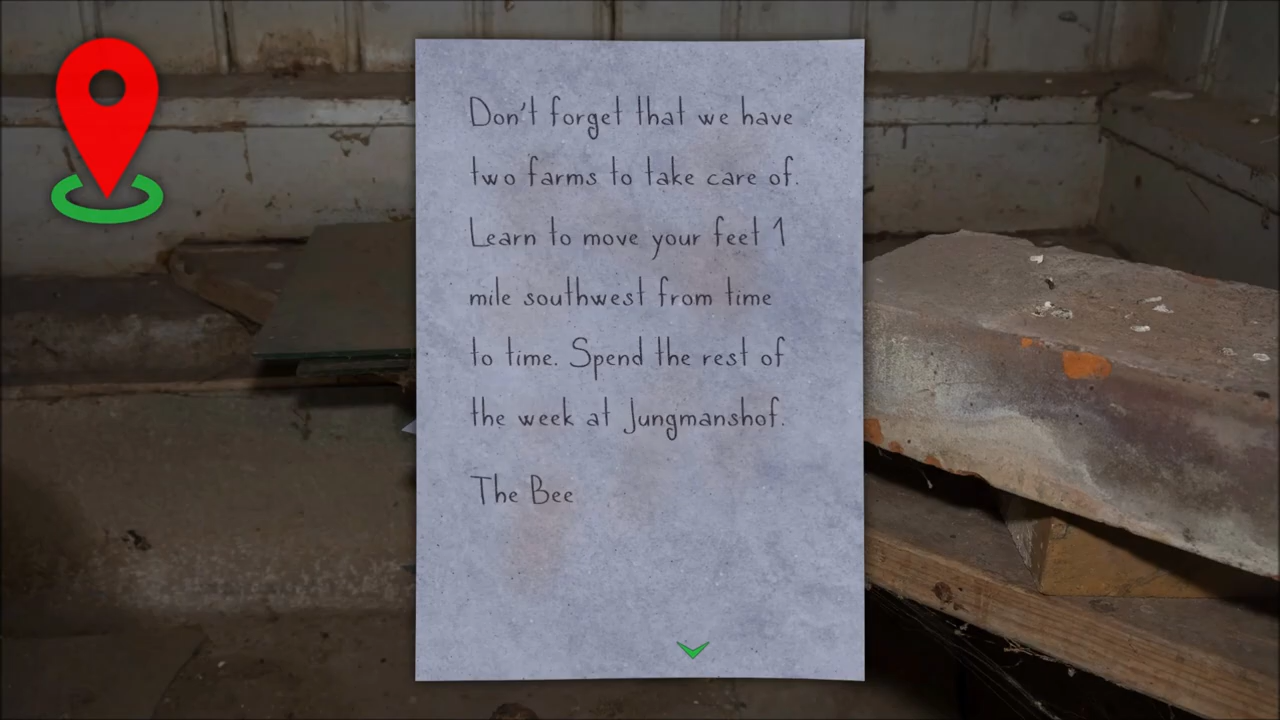 Don't forget that we have
two farms to take care of.
Learn to move your feet 1
mile southwest from time
to time. Spend the rest of
the week at Jungmanshof.
The Bee